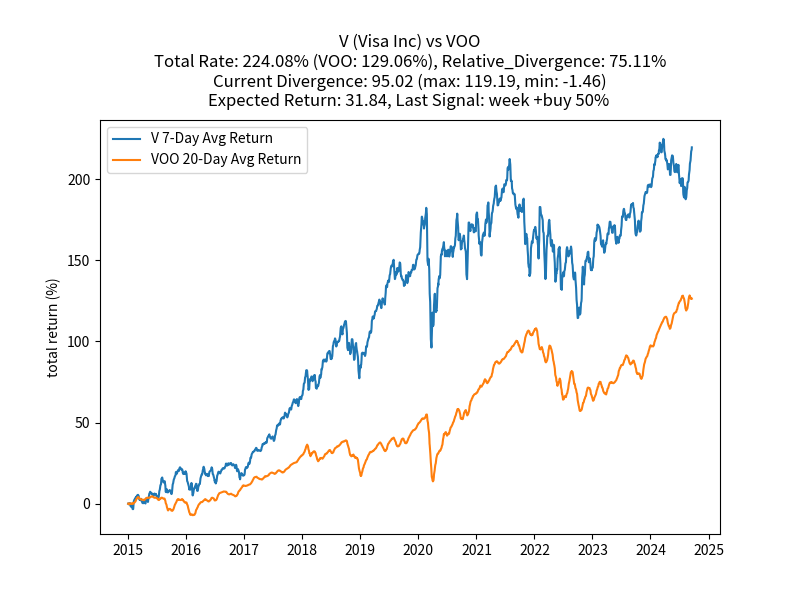 V (Visa Inc) vs VOO
Total Rate: 224.08% (VOO: 129.06%), Relative_Divergence: 75.11%
Current Divergence: 95.02 (max: 119.19, min: -1.46)
Expected Return: 31.84, Last Signal: week +buy 50%
V 7-Day Avg Return
VOO 20-Day Avg Return
total return (%)
200
150
100
50
0
2015 2016 2017 2018 2019 2020 2021 2022 2023 2024 2025